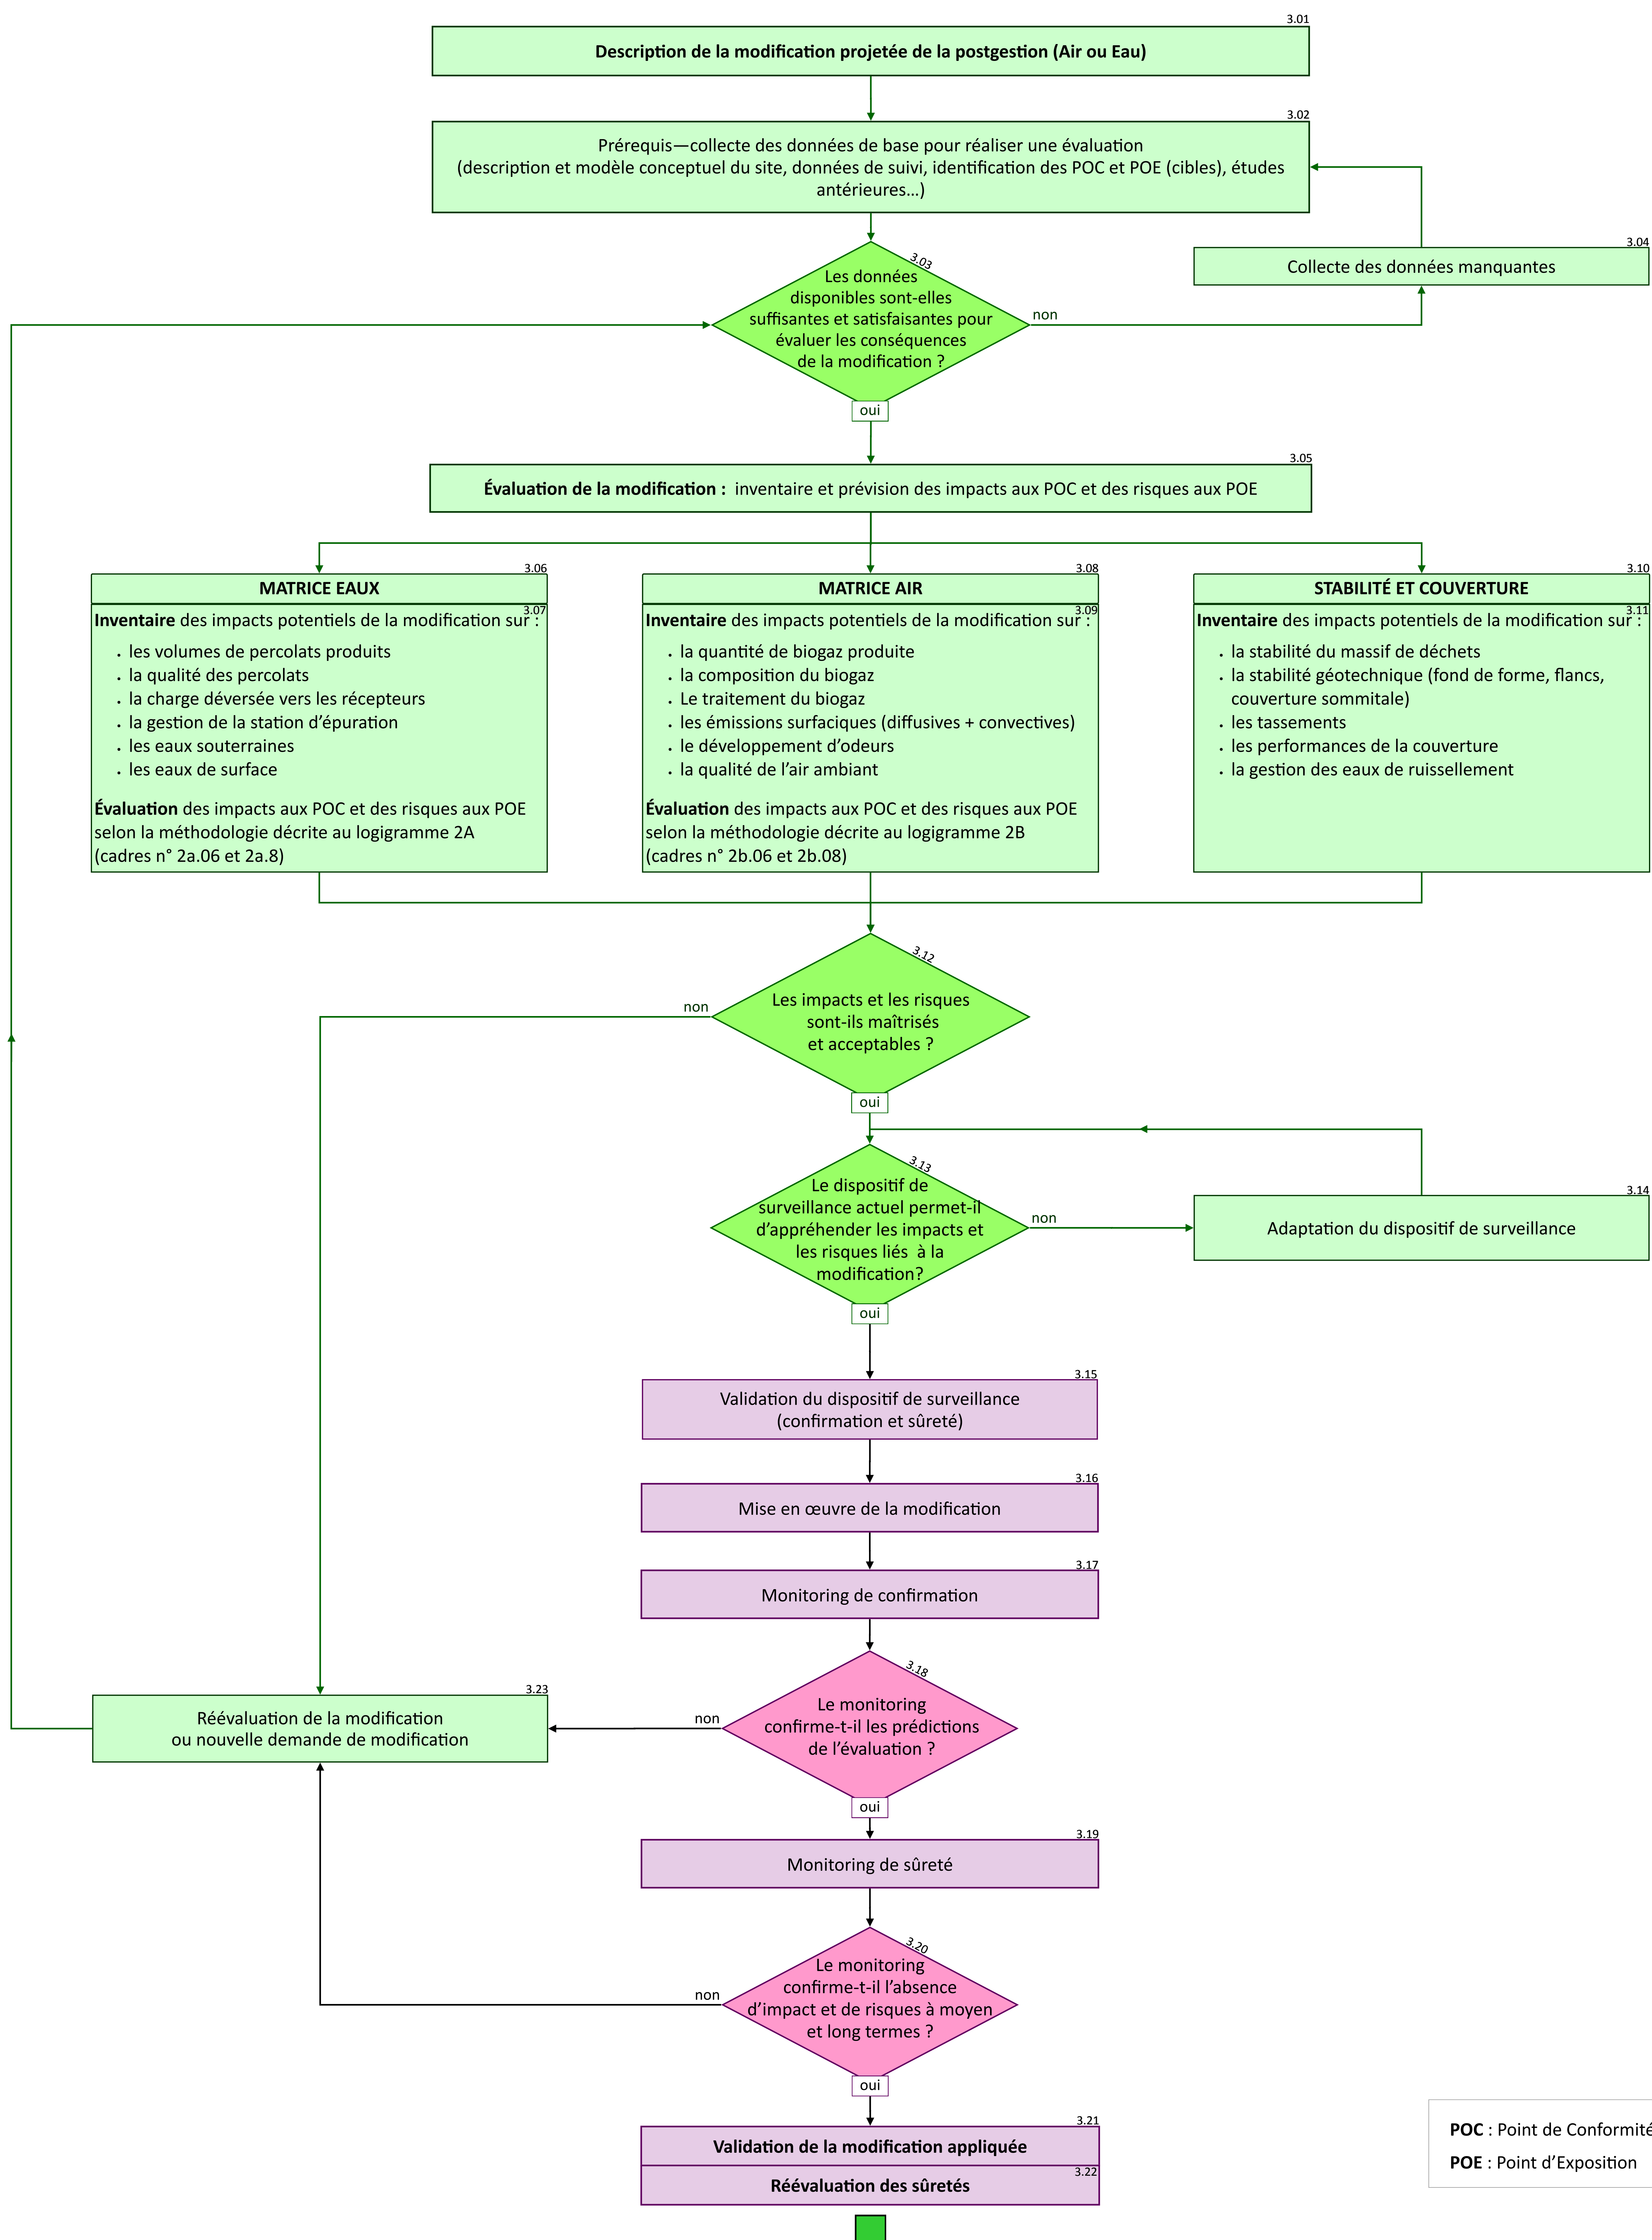 3.01
Description de la modification projetée de la postgestion (Air ou Eau)
3.02
Prérequis—collecte des données de base pour réaliser une évaluation
(description et modèle conceptuel du site, données de suivi, identification des POC et POE (cibles), études
antérieures…)
3.03
Les données
disponibles sont-elles
suffisantes et satisfaisantes pour
évaluer les conséquences
de la modification ?
non
oui
3.04
Collecte des données manquantes
3.05
Évaluation de la modification : inventaire et prévision des impacts aux POC et des risques aux POE
3.06
MATRICE EAUX
3.07
Inventaire des impacts potentiels de la modification sur :
• les volumes de percolats produits
• la qualité des percolats
• la charge déversée vers les récepteurs
• la gestion de la station d’épuration
• les eaux souterraines
• les eaux de surface
Évaluation des impacts aux POC et des risques aux POE
selon la méthodologie décrite au logigramme 2A
(cadres n° 2a.06 et 2a.8)
3.08
MATRICE AIR
3.09
Inventaire des impacts potentiels de la modification sur :
• la quantité de biogaz produite
• la composition du biogaz
• Le traitement du biogaz
• les émissions surfaciques (diffusives + convectives)
• le développement d’odeurs
• la qualité de l’air ambiant
Évaluation des impacts aux POC et des risques aux POE
selon la méthodologie décrite au logigramme 2B
(cadres n° 2b.06 et 2b.08)
3.10
STABILITÉ ET COUVERTURE
3.11
Inventaire des impacts potentiels de la modification sur :
• la stabilité du massif de déchets
• la stabilité géotechnique (fond de forme, flancs,
couverture sommitale)
• les tassements
• les performances de la couverture
• la gestion des eaux de ruissellement
3.12
Les impacts et les risques
sont-ils maîtrisés
et acceptables ?
non
oui
3.13
Le dispositif de
surveillance actuel permet-il
d’appréhender les impacts et
les risques liés à la
modification?
non
oui
3.14
Adaptation du dispositif de surveillance
3.15
Validation du dispositif de surveillance
(confirmation et sûreté)
3.16
Mise en œuvre de la modification
3.17
Monitoring de confirmation
3.18
Le monitoring
confirme-t-il les prédictions
de l’évaluation ?
non
oui
3.23
Réévaluation de la modification
ou nouvelle demande de modification
3.19
Monitoring de sûreté
3.20
Le monitoring
confirme-t-il l’absence
d’impact et de risques à moyen
et long termes ?
non
oui
3.21
Validation de la modification appliquée
3.22
Réévaluation des sûretés
POC : Point de Conformité
POE : Point d’Exposition